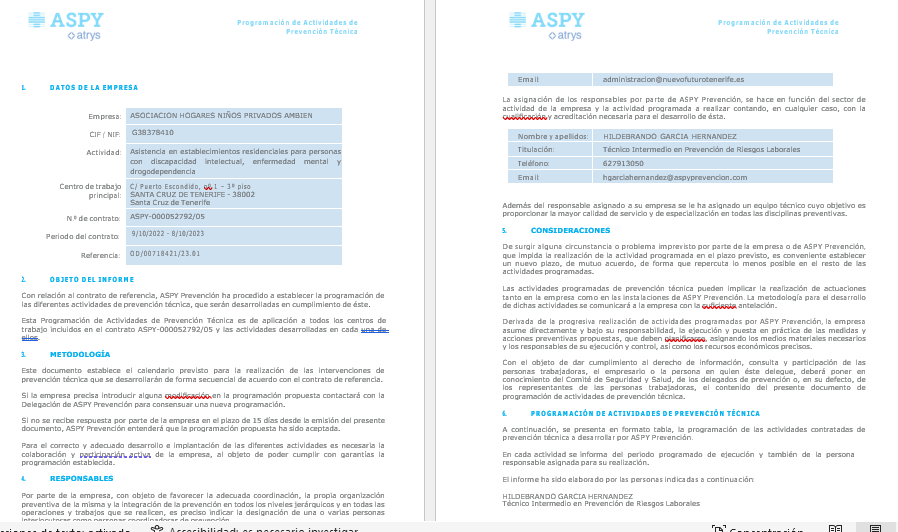 ASPY
atrys
Programación de Actividades de
Prevención Técnica
1. DATOS DE LA EMPRESA
Empresa: ASOCIACIÓN HOGARES NIÑOS PRIVADOS AMBIEN
CIF / NIF: G38378410
Actividad: Asistencia en establecimientos residenciales para personas
con discapacidad intelectual, enfermedad mental y
drogodependencia
Centro de trabajo
principal: C/ Puerto Escondido, nº 1 - 3º piso
SANTA CRUZ DE TENERIFE - 38002
Santa Cruz de Tenerife
N.º de contrato: ASPY-000052792/05
Periodo del contrato: 9/10/2022 - 8/10/2023
Referencia: OD/00718421/23.01
2. OBJETO DEL INFORME
Con relación al contrato de referencia, ASPY Prevención ha procedido a establecer la programación de
las diferentes actividades de prevención técnica, que serán desarrolladas en cumplimiento de éste.
Esta Programación de Actividades de Prevención Técnica es de aplicación a todos los centros de
trabajo incluidos en el contrato ASPY-000052792/05 y las actividades desarrolladas en cada uno de
ellos.
3. METODOLOGÍA
Este documento establece el calendario previsto para la realización de las intervenciones de
prevención técnica que se desarrollarán de forma secuencial de acuerdo con el contrato de referencia.
Si la empresa precisa introducir alguna modificación en la programación propuesta contactará con la
Delegación de ASPY Prevención para consensuar una nueva programación.
Si no se recibe respuesta por parte de la empresa en el plazo de 15 días desde la emisión del presente
documento, ASPY Prevención entenderá que la programación propuesta ha sido aceptada.
Para el correcto y adecuado desarrollo e implantación de las diferentes actividades es necesaria la
colaboración y participación activa de la empresa, al objeto de poder cumplir con garantías la
programación establecida.
4. RESPONSABLES
Por parte de la empresa, con objeto de favorecer la adecuada coordinación, la propia organización
preventiva de la misma y la integración de la prevención en todos los niveles jerárquicos y en todas las
operaciones y trabajos que se realicen, es preciso indicar la designación de una o varias personas
interlocutoras como personas coordinadoras de prevención.
ASPY
atrys
Programación de Actividades de
Prevención Técnica
Email administracion@nuevofuturotenerife.es
La asignación de los responsables por parte de ASPY Prevención, se hace en función del sector de
actividad de la empresa y la actividad programada a realizar contando, en cualquier caso, con la
cualificación y acreditación necesaria para el desarrollo de ésta.
Nombre y apellidos: HILDEBRANDO GARCIA HERNANDEZ
Titulación: Técnico Intermedio en Prevención de Riesgos Laborales
Teléfono: 627913050
Email hgarciahernandez@aspyprevencion.com
Además del responsable asignado a su empresa se le ha asignado un equipo técnico cuyo objetivo es
proporcionar la mayor calidad de servicio y de especialización en todas las disciplinas preventivas.
5. CONSIDERACIONES
De surgir alguna circunstancia o problema imprevisto por parte de la empresa o de ASPY Prevención,
que impida la realización de la actividad programada en el plazo previsto, es conveniente establecer
un nuevo plazo, de mutuo acuerdo, de forma que repercuta lo menos posible en el resto de las
actividades programadas.
Las actividades programadas de prevención técnica pueden implicar la realización de actuaciones
tanto en la empresa como en las instalaciones de ASPY Prevención. La metodología para el desarrollo
de dichas actividades se comunicará a la empresa con la suficiente antelación.
Derivada de la progresiva realización de actividades programadas por ASPY Prevención, la empresa
asume directamente y bajo su responsabilidad, la ejecución y puesta en práctica de las medidas y
acciones preventivas propuestas, que deben planificarse, asignando los medios materiales necesarios
y los responsables de su ejecución y control, así como los recursos económicos precisos.
Con el objeto de dar cumplimiento al derecho de información, consulta y participación de las
personas trabajadoras, el empresario o la persona en quien éste delegue, deberá poner en
conocimiento del Comité de Seguridad y Salud, de los delegados de prevención o, en su defecto, de
los representantes de las personas trabajadoras, el contenido del presente documento de
programación de actividades de prevención técnica.
6. PROGRAMACIÓN DE ACTIVIDADES DE PREVENCIÓN TÉCNICA
A continuación, se presenta en formato tabla, la programación de las actividades contratadas de
prevención técnica a desarrollar por ASPY Prevención.
En cada actividad se informa del periodo programado de ejecución y también de la persona
responsable asignada para su realización.
El informe ha sido elaborado por las personas indicadas a continuación:
HILDEBRANDO GARCIA HERNANDEZ
Técnico Intermedio en Prevención de Riesgos Laborales
ciones de texto: activado
Accesibilidad: es necesario investigar
Concentración